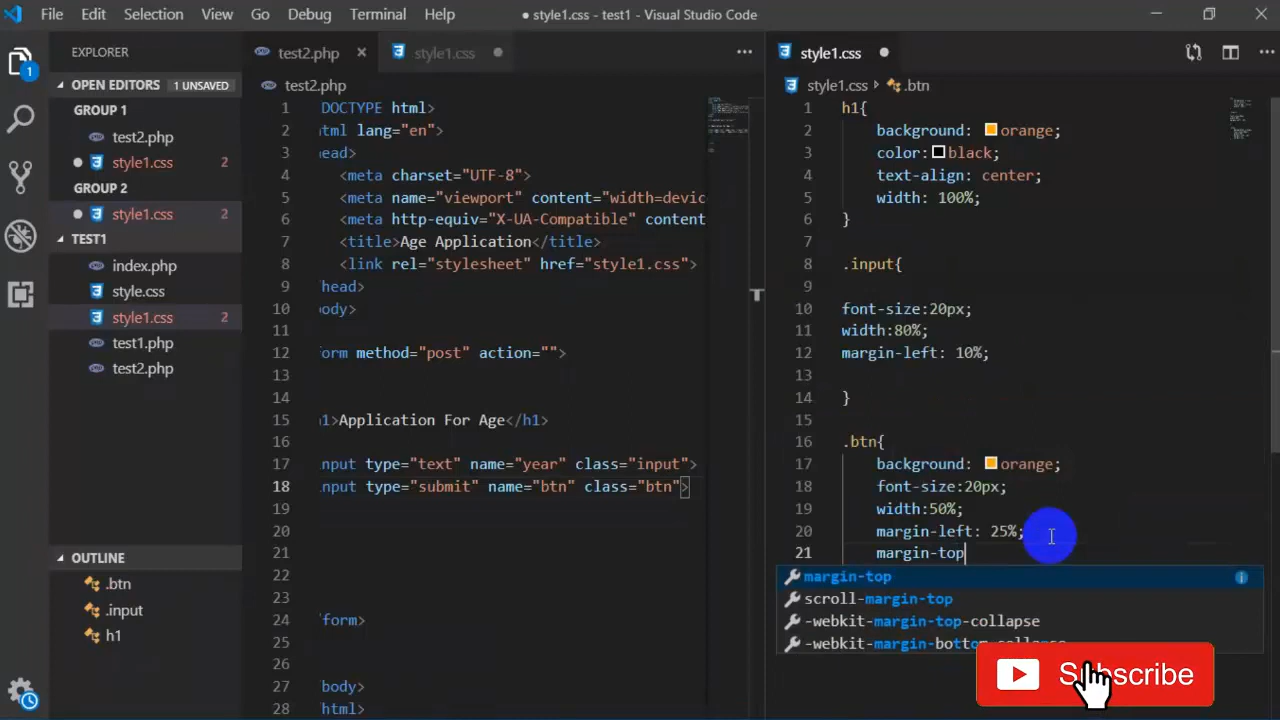 File Edit Selection View Go Debug Terminal Help
● style1.css - test1 - Visual Studio Code
EXPLORER
OPEN EDITORS 1 UNSAVED
GROUP 1
test2.php
style1.css 2
GROUP 2
style1.css 2
TEST1
index.php
style.css
style1.css 2
test1.php
test2.php
OUTLINE
.btn
.input
h1
1
test2.php × style1.css ●
test2.php
1 DOCTYPE html>
2 tml lang="en">
3 ead>
4 <meta charset="UTF-8">
5 <meta name="viewport" content="width=devic
6 <meta http-equiv="X-UA-Compatible" content
7 <title>Age Application</title>
8 <link rel="stylesheet" href="style1.css">
9 /head>
10 body>
11
12 form method="post" action="">
13
14
15 h1>Application For Age</h1>
16
17 input type="text" name="year" class="input">
18 input type="submit" name="btn" class="btn">
19
20
21
22
23
24 /form>
25
26
27 body>
28 html>
style1.css ●
style1.css > .btn
1 h1{
2 background: orange;
3 color: black;
4 text-align: center;
5 width: 100%;
6 }
7
8 .input{
9
10 font-size:20px;
11 width:80%;
12 margin-left: 10%;
13
14 }
15
16 .btn{
17 background: orange;
18 font-size:20px;
19 width:50%;
20 margin-left: 25%;
21 margin-top
margin-top
scroll-margin-top
-webkit-margin-top-collapse
-webkit-margin-bottom-collapse
Subscribe